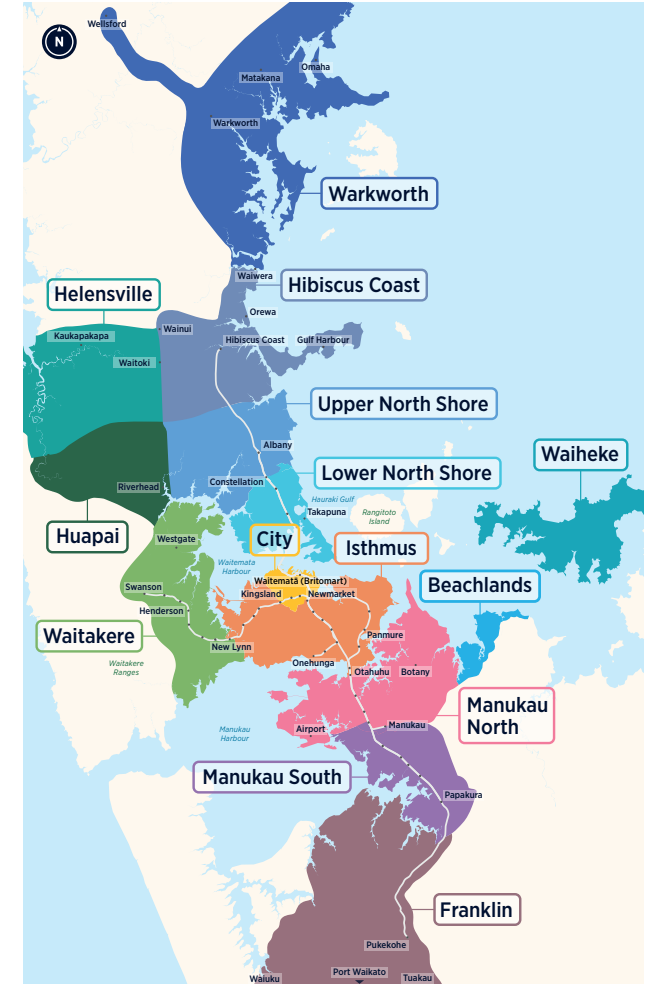 Wellsford
N
Omaha
Matakana
Warkworth
Warkworth
Waiwera
Hibiscus Coast
Helensville
Orewa
Kaukapakapa
Wainui
Hibiscus Coast
Gulf Harbour
Waitoki
Upper North Shore
Albany
Waiheke
Lower North Shore
Constellation
Riverhead
Hauraki Gulf
Takapuna
Rangitoto
Island
Huapai
Westgate
City
Isthmus
Waitemata
Harbour
Waitematā (Britomart)
Beachlands
Swanson
Kingsland
Newmarket
Henderson
Waitakere
Panmure
New Lynn
Waitakere
Ranges
Onehunga
Otahuhu
Botany
Manukau
North
Airport
Manukau
Manukau
Harbour
Manukau South
Papakura
Franklin
Pukekohe
Waiuku
Port Waikato
Tuakau